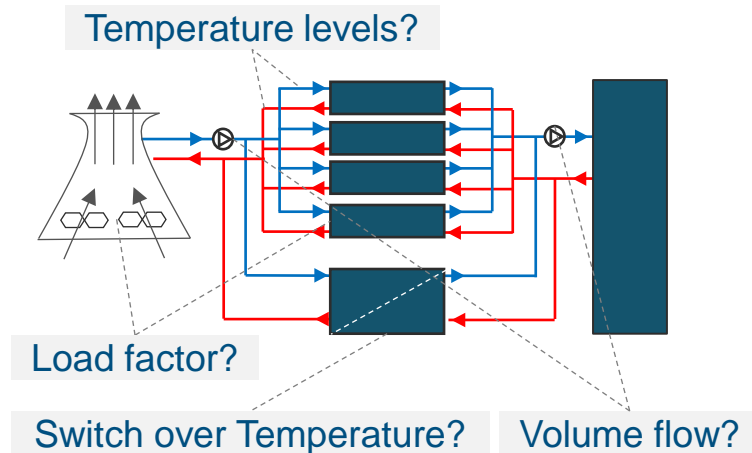 Temperature levels?
Load factor?
Switch over Temperature?
Volume flow?